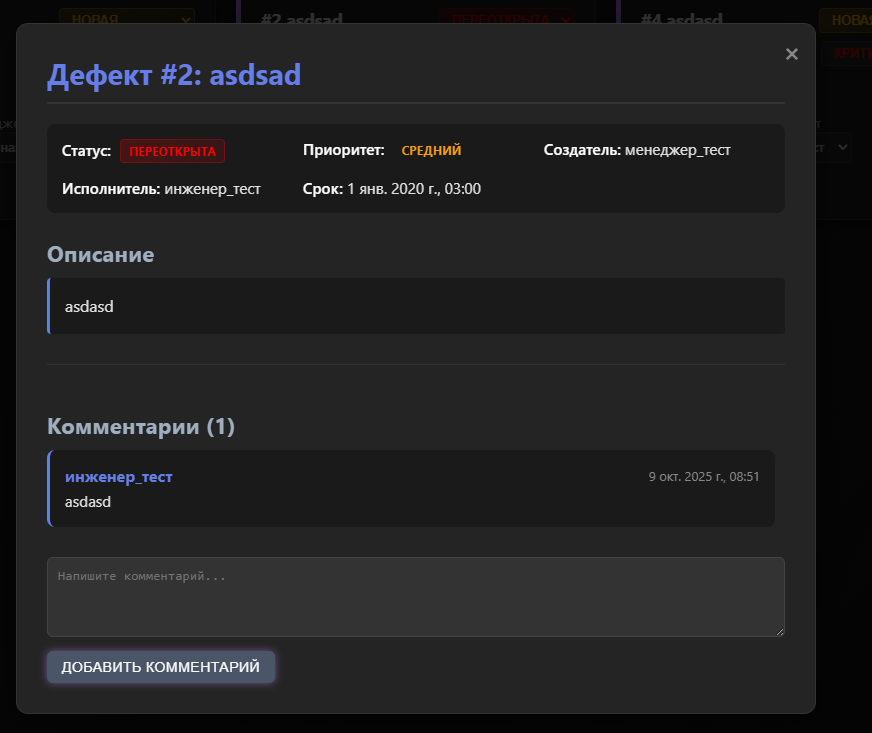 НОВАЯ
#2 asdsad
ПЕРЕОТКРЫТА
#4 asdasd
НОВАЯ
×
Дефект #2: asdsad
Статус: ПЕРЕОТКРЫТА Приоритет: СРЕДНИЙ Создатель: менеджер_тест
Исполнитель: инженер_тест Срок: 1 янв. 2020 г., 03:00
Описание
asdasd
Комментарии (1)
инженер_тест 9 окт. 2025 г., 08:51
asdasd
Напишите комментарий...
ДОБАВИТЬ КОММЕНТАРИЙ